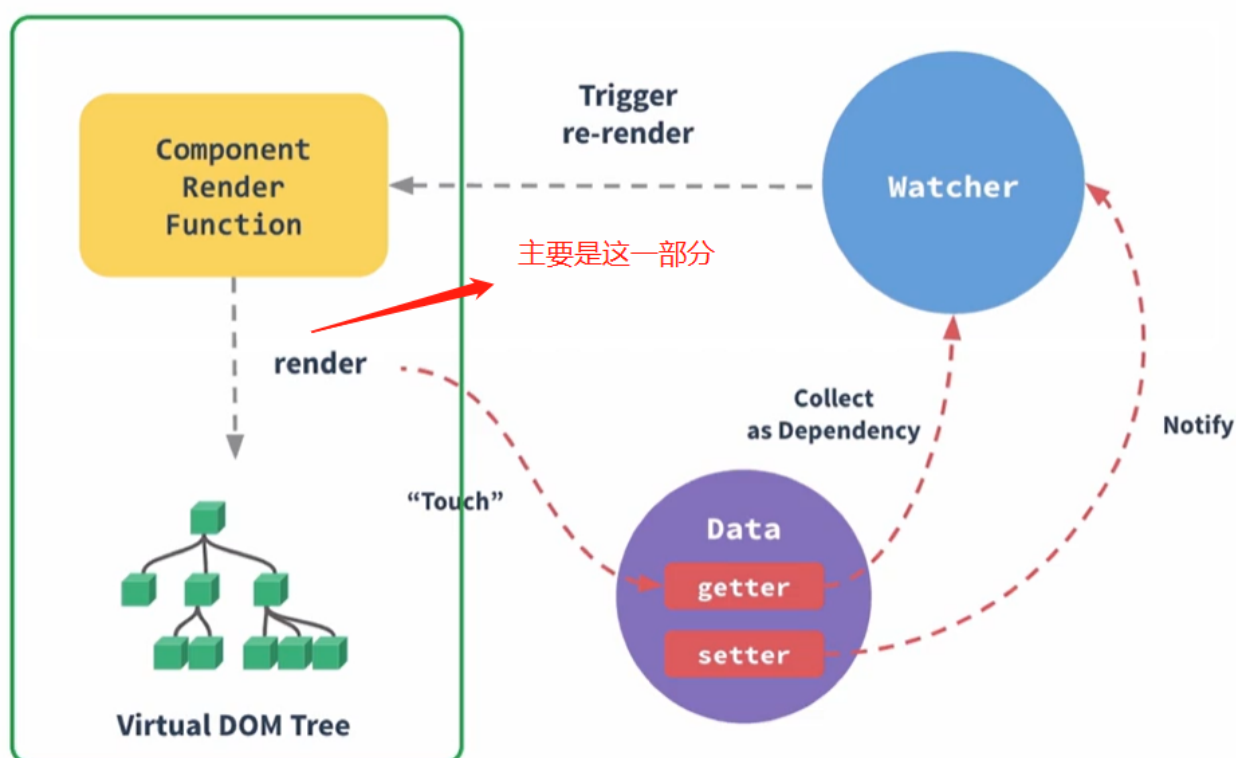 Component
Render
Function
Trigger
re-render
Watcher
主要是这一部分
render
Collect
as Dependency
Notify
“Touch”
Data
getter
setter
Virtual DOM Tree